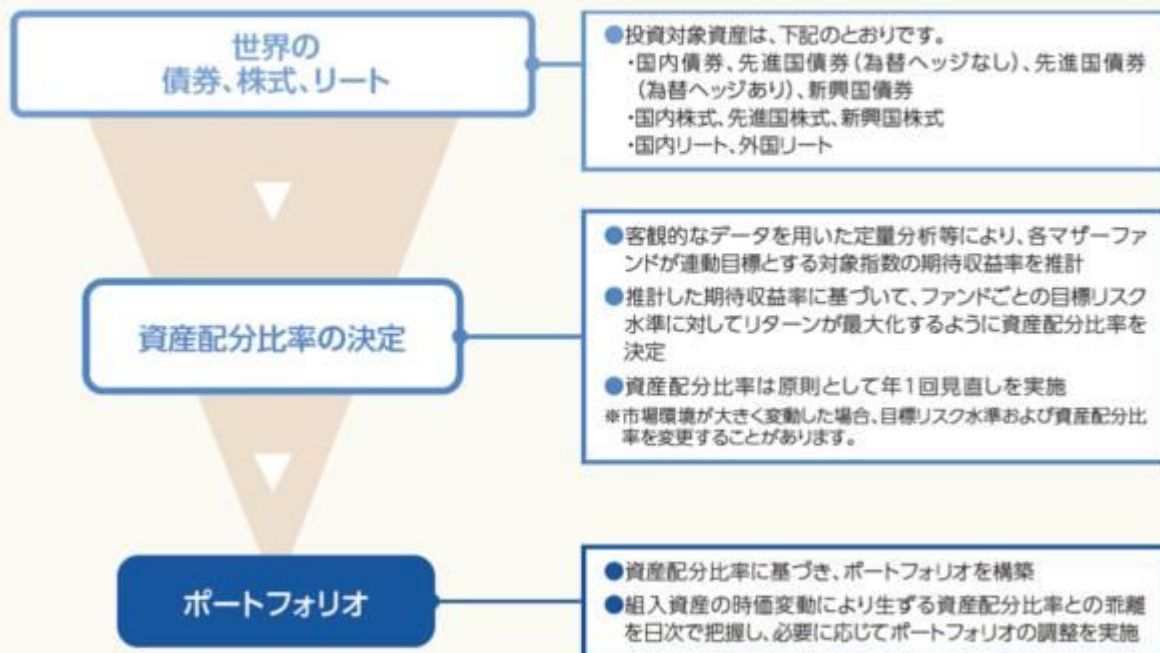 世界の
債券、株式、リート
●投資対象資産は、下記のとおりです。
・国内債券、先進国債券(為替ヘッジなし)、先進国債券
(為替ヘッジあり)、新興国債券
・国内株式、先進国株式、新興国株式
・国内リート、外国リート
資産配分比率の決定
●客観的なデータを用いた定量分析等により、各マザーファ
ンドが連動目標とする対象指数の期待収益率を推計
●推計した期待収益率に基づいて、ファンドごとの目標リスク
水準に対してリターンが最大化するように資産配分比率を
決定
●資産配分比率は原則として年1回見直しを実施
※市場環境が大きく変動した場合、目標リスク水準および資産配分比
率を変更することがあります。
ポートフォリオ
●資産配分比率に基づき、ポートフォリオを構築
●組入資産の時価変動により生ずる資産配分比率との乖離
を日次で把握し、必要に応じてポートフォリオの調整を実施